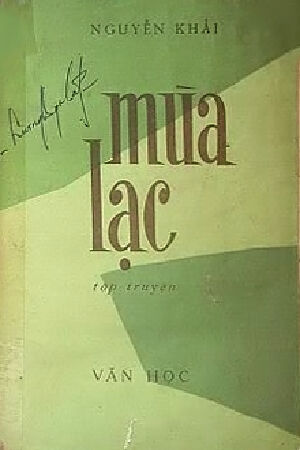 NGUYỄN KHẢI
mùa
lạc
tập truyện
VĂN HỌC